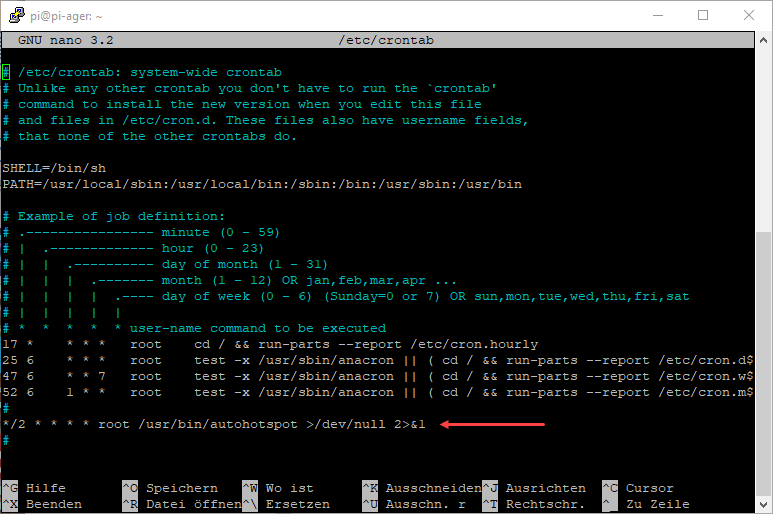 pi@pi-ager: ~
GNU nano 3.2 /etc/crontab
# /etc/crontab: system-wide crontab
# Unlike any other crontab you don't have to run the `crontab'
# command to install the new version when you edit this file
# and files in /etc/cron.d. These files also have username fields,
# that none of the other crontabs do.
SHELL=/bin/sh
PATH=/usr/local/sbin:/usr/local/bin:/sbin:/bin:/usr/sbin:/usr/bin
# Example of job definition:
# .---------------- minute (0 - 59)
# |  .------------- hour (0 - 23)
# |  |  .---------- day of month (1 - 31)
# |  |  |  .------- month (1 - 12) OR jan,feb,mar,apr ...
# |  |  |  |  .---- day of week (0 - 6) (Sunday=0 or 7) OR sun,mon,tue,wed,thu,fri,sat
# |  |  |  |  |
# *  *  *  *  * user-name command to be executed
17 *    * * *   root    cd / && run-parts --report /etc/cron.hourly
25 6    * * *   root    test -x /usr/sbin/anacron || ( cd / && run-parts --report /etc/cron.d$
47 6    * * 7   root    test -x /usr/sbin/anacron || ( cd / && run-parts --report /etc/cron.w$
52 6    1 * *   root    test -x /usr/sbin/anacron || ( cd / && run-parts --report /etc/cron.m$
#
*/2 * * * * root /usr/bin/autohotspot >/dev/null 2>&1
#
^G Hilfe ^O Speichern ^W Wo ist ^K Ausschneiden ^J Ausrichten ^C Cursor
^X Beenden ^R Datei öffnen ^\ Ersetzen ^U Ausschn. r ^T Rechtschr. ^_ Zu Zeile